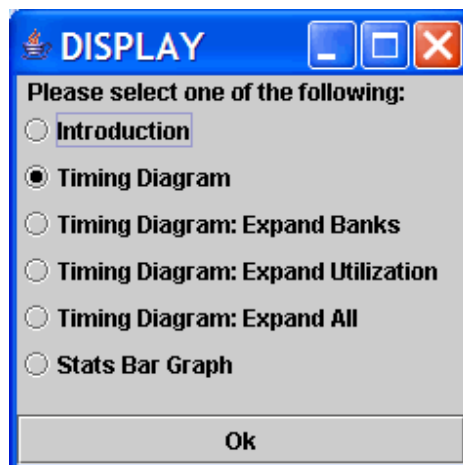 DISPLAY
Please select one of the following:
Introduction
Timing Diagram
Timing Diagram: Expand Banks
Timing Diagram: Expand Utilization
Timing Diagram: Expand All
Stats Bar Graph
Ok